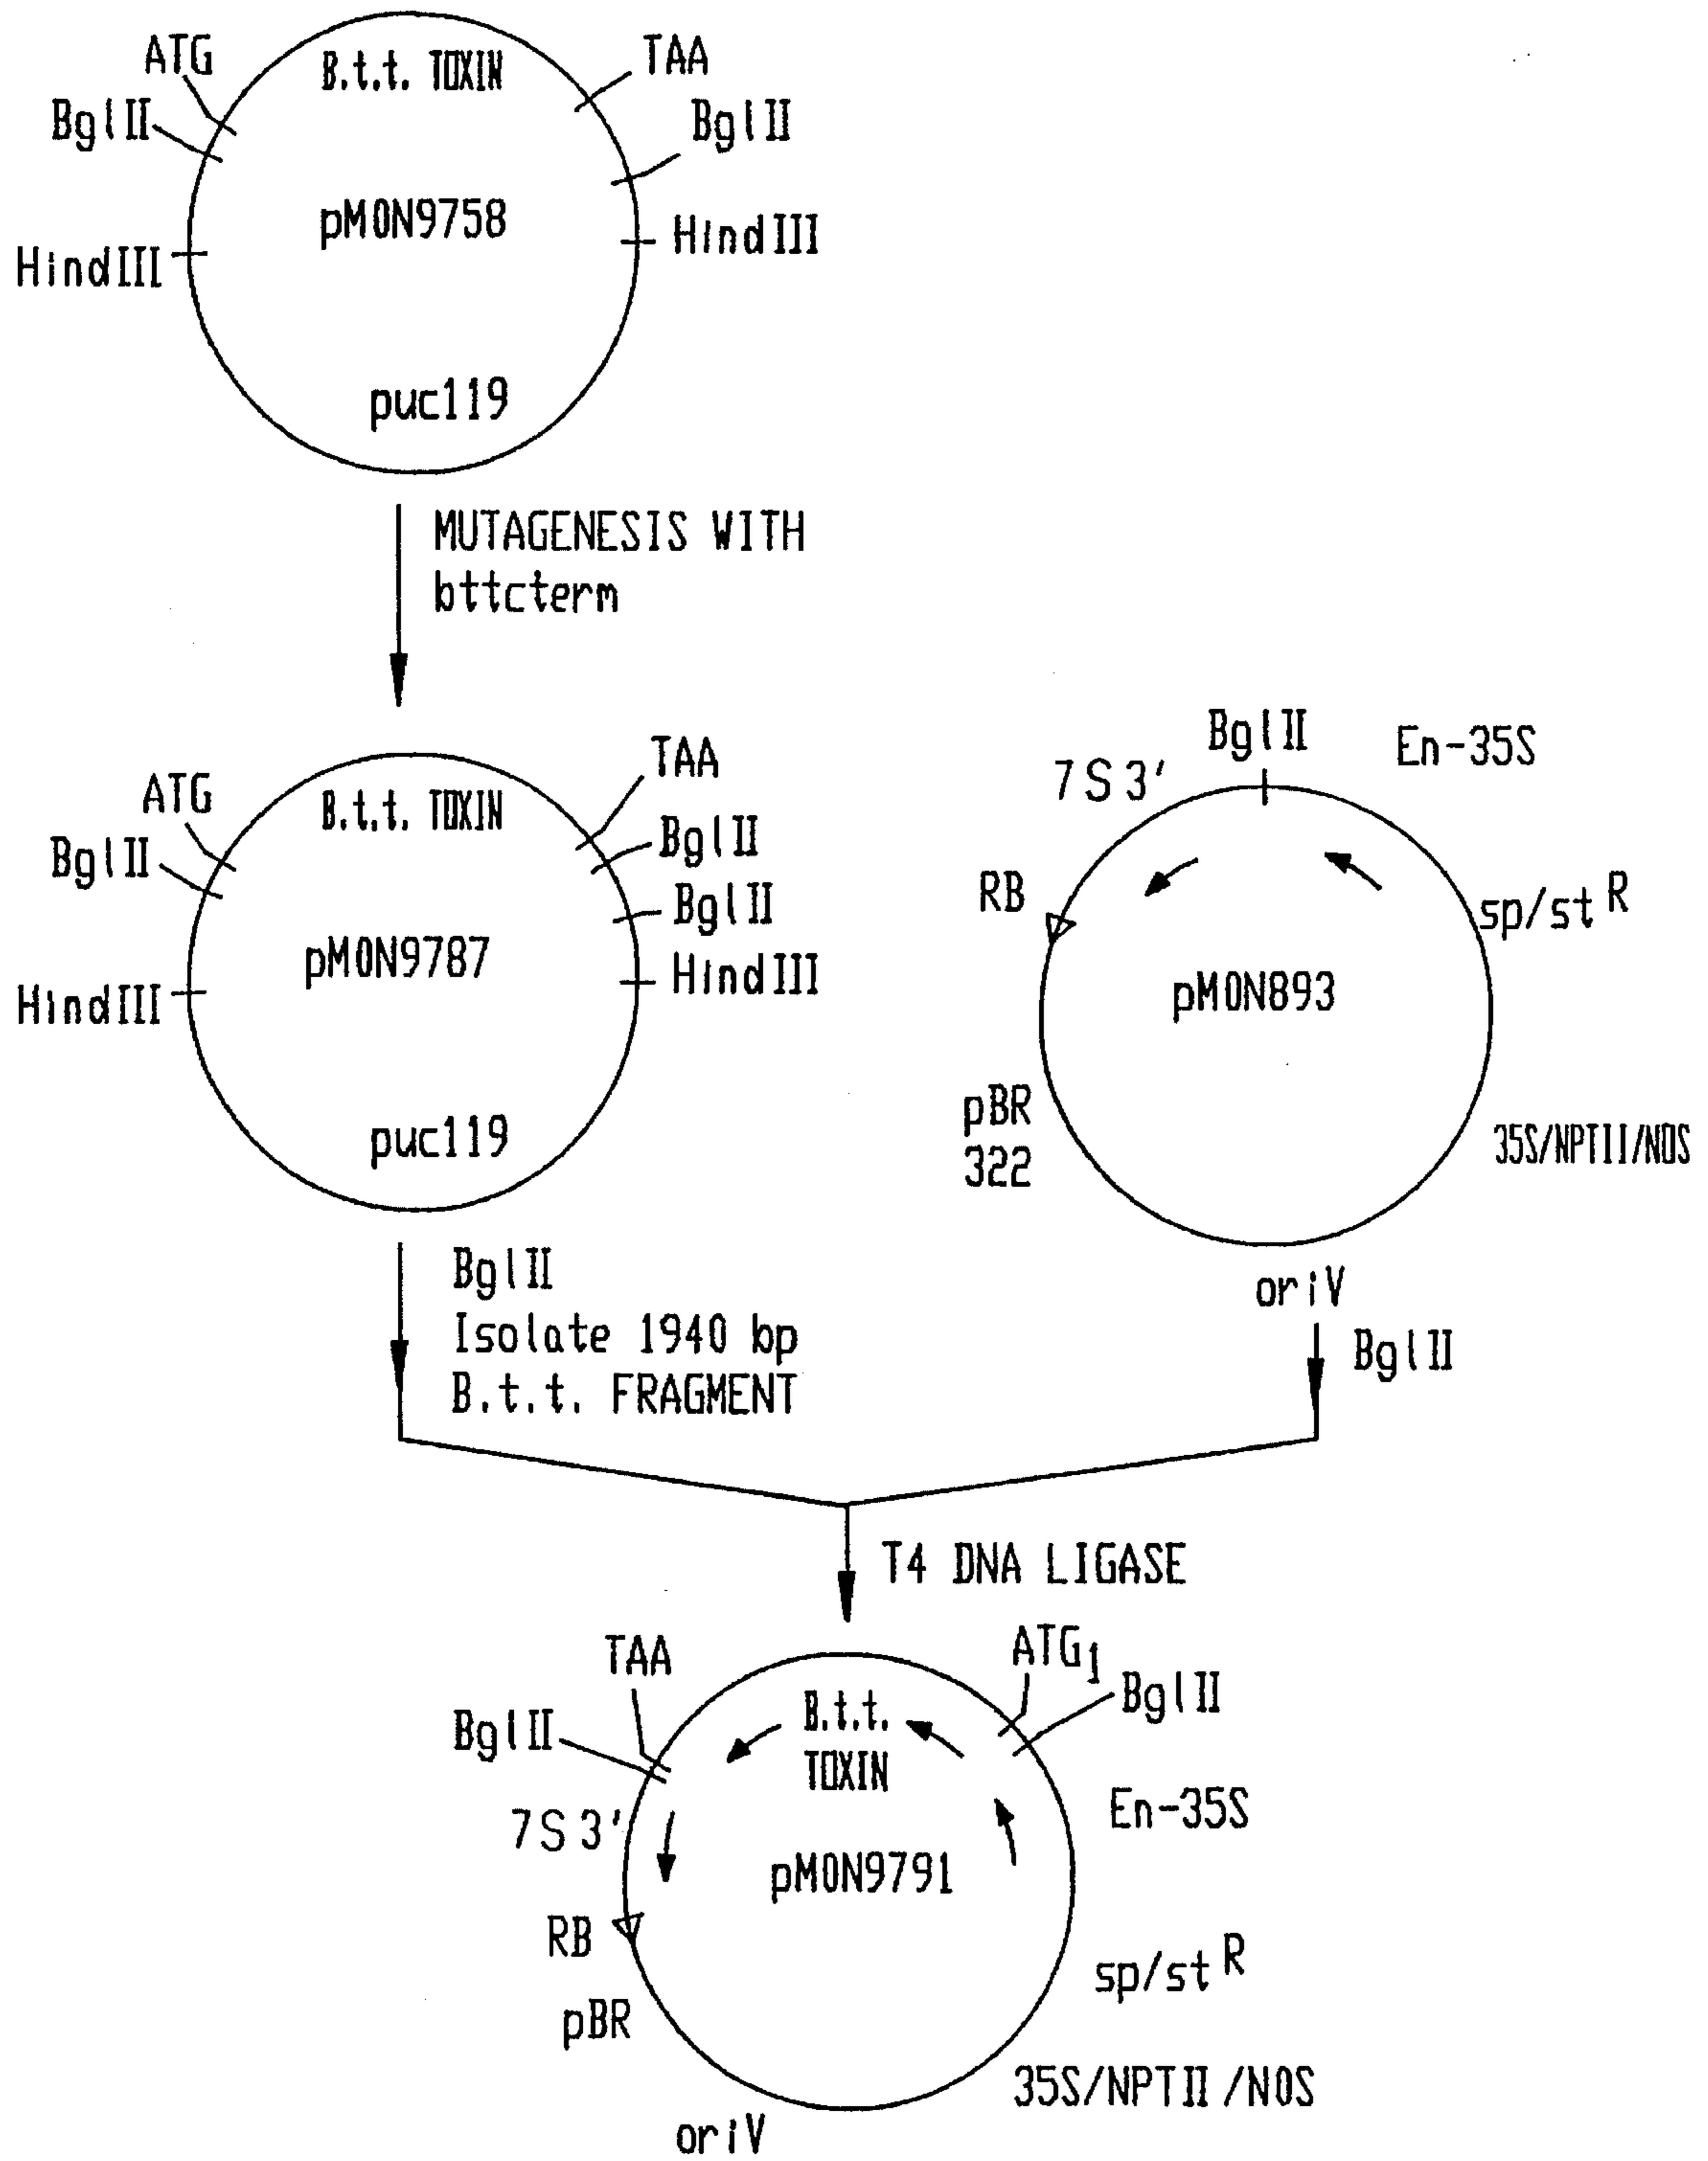 ATG
B.t.t. TOXIN
TAA
BglII
BglII
pMON9758
HindIII
HindIII
puc119
MUTAGENESIS WITH
bttcterm
ATG
B.t.t. TOXIN
TAA
BglII
BglII
BglII
pMON9787
HindIII
HindIII
puc119
BglII
En-35S
7S 3'
RB
sp/st R
pMON893
pBR
322
35S/NPTII/NOS
oriV
BglII
Isolate 1940 bp
B.t.t. FRAGMENT
BglII
T4 DNA LIGASE
TAA
ATG1
BglII
BglII
B.t.t.
TOXIN
7S 3'
En-35S
pMON9791
RB
sp/st R
pBR
35S/NPTII/NOS
oriV